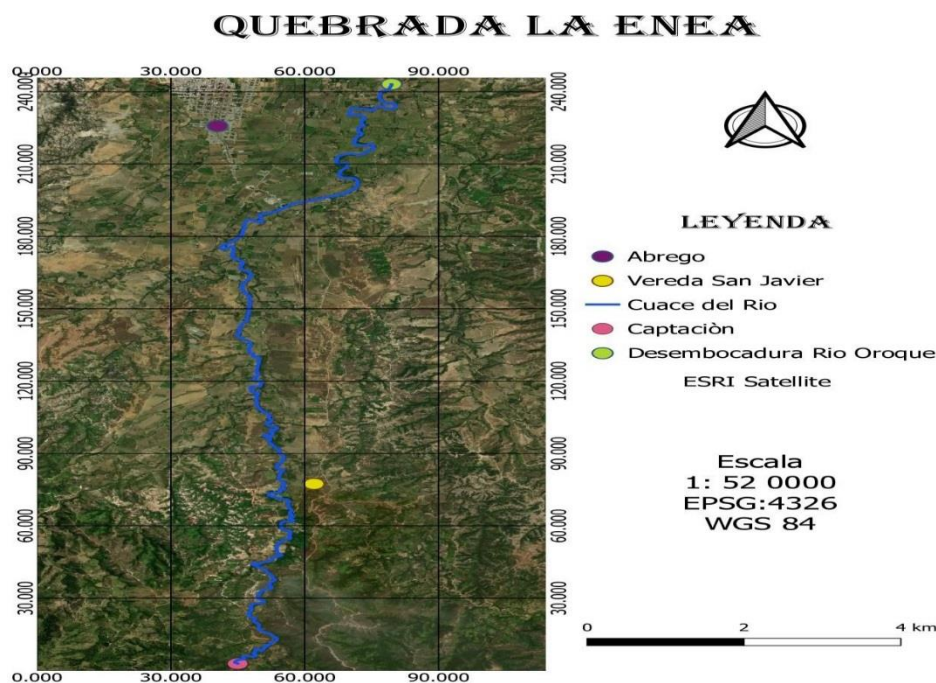 QUEBRADA LA ENEA
0.000 30.000 60.000 90.000
240.000 240.000
210.000 210.000
180.000 180.000
150.000 150.000
120.000 120.000
90.000 90.000
60.000 60.000
30.000 30.000
0.000 30.000 60.000 90.000
LEYENDA
Abrego
Vereda San Javier
Cuace del Rio
Captaciòn
Desembocadura Rio Oroque
ESRI Satellite
Escala
1: 52 0000
EPSG:4326
WGS 84
0 2 4 km